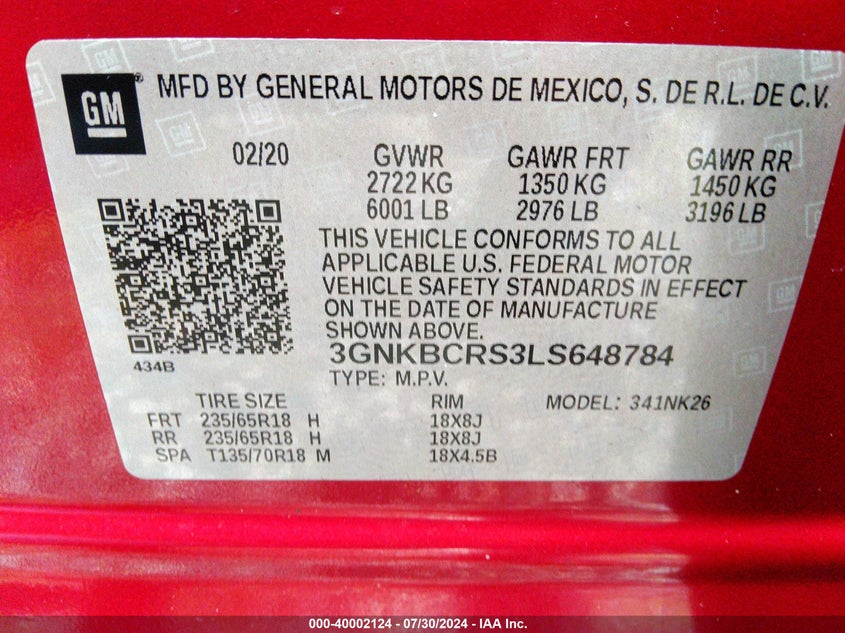 GM ® MFD BY GENERAL MOTORS DE MEXICO, S. DE R.L. DE C.V.
02/20 GVWR GAWR FRT GAWR RR
2722 KG 1350 KG 1450 KG
6001 LB 2976 LB 3196 LB
THIS VEHICLE CONFORMS TO ALL
APPLICABLE U.S. FEDERAL MOTOR
VEHICLE SAFETY STANDARDS IN EFFECT
ON THE DATE OF MANUFACTURE
SHOWN ABOVE.
434B
3GNKBCRS3LS648784
TYPE: M.P.V.
TIRE SIZE RIM MODEL: 341NK26
FRT 235/65R18 H 18X8J
RR 235/65R18 H 18X8J
SPA T135/70R18 M 18X4.5B
000-40002124 - 07/30/2024 - IAA Inc.